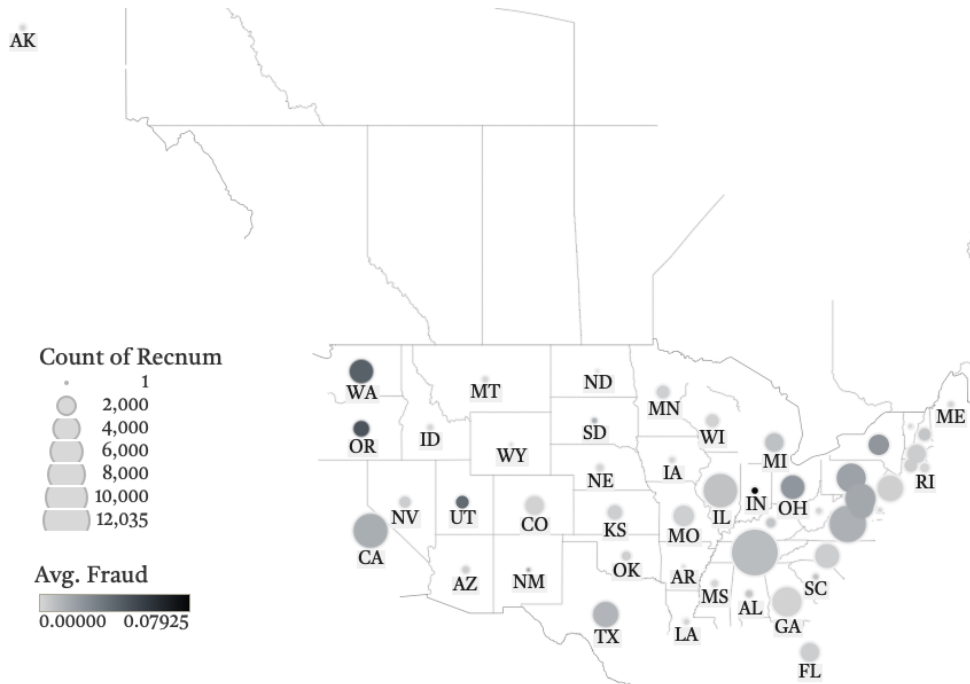 AK
Count of Recnum
1
2,000
4,000
6,000
8,000
10,000
12,035
Avg. Fraud
0.00000 0.07925
WA
MT
ND
MN
ME
OR
ID
SD
WI
WY
IA
MI
NE
RI
NV
UT
CO
KS
MO
IL
IN
OH
CA
AZ
NM
OK
AR
MS
AL
SC
TX
LA
GA
FL